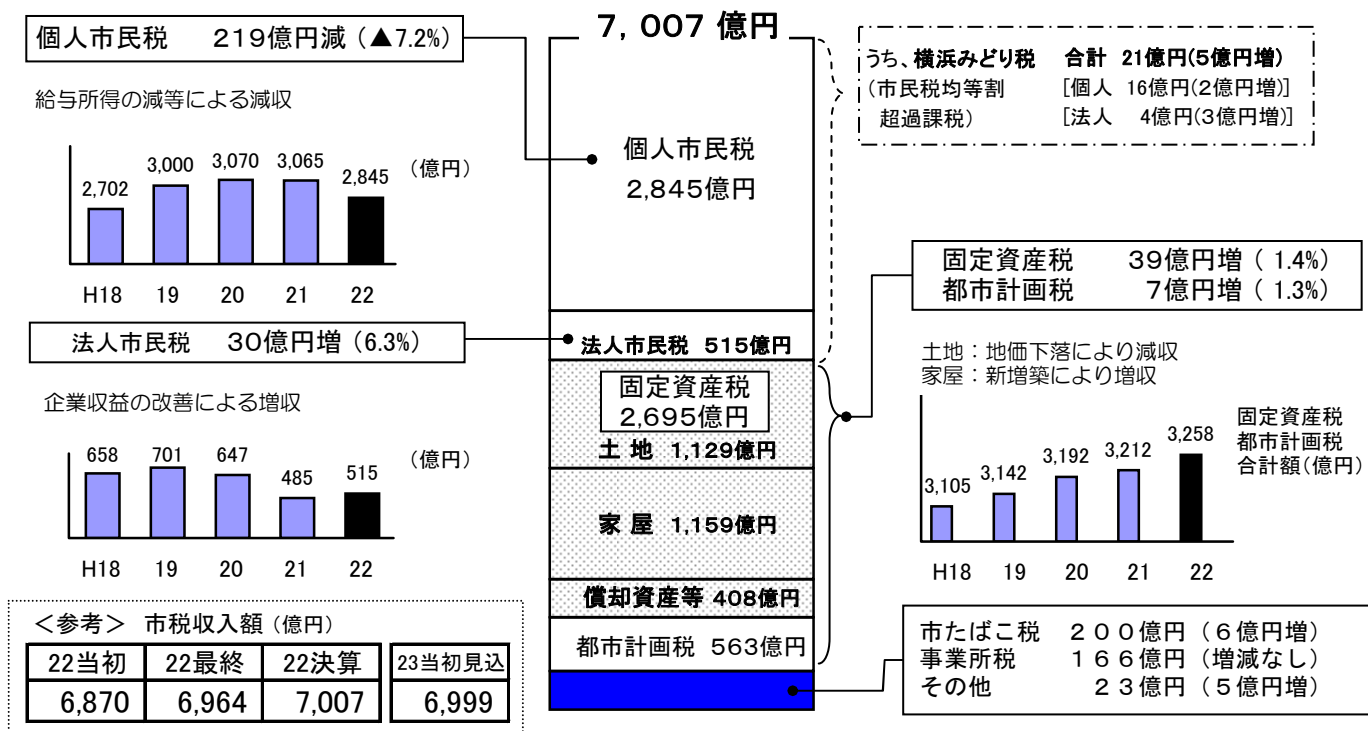 7，007 億円
個人市民税　219億円減（▲7.2%）
給与所得の減等による減収
（億円）
2,702 3,000 3,070 3,065 2,845
H18 19 20 21 22
法人市民税　30億円増（6.3%）
企業収益の改善による増収
（億円）
658 701 647 485 515
H18 19 20 21 22
＜参考＞　市税収入額（億円）
22当初 22最終 22決算 23当初見込
6,870 6,964 7,007 6,999
個人市民税
2,845億円
法人市民税 515億円
固定資産税
2,695億円
土 地 1,129億円
家 屋 1,159億円
償却資産等 408億円
都市計画税 563億円
うち、横浜みどり税　合計 21億円(5億円増)
（市民税均等割　[個人 16億円(2億円増)]
超過課税）　[法人 4億円(3億円増)]
固定資産税　39億円増（ 1.4%）
都市計画税　7億円増（ 1.3%）
土地：地価下落により減収
家屋：新増築により増収
固定資産税
都市計画税
合計額（億円）
3,105 3,142 3,192 3,212 3,258
H18 19 20 21 22
市たばこ税　２００億円（６億円増）
事業所税　１６６億円（増減なし）
その他　２３億円（５億円増）